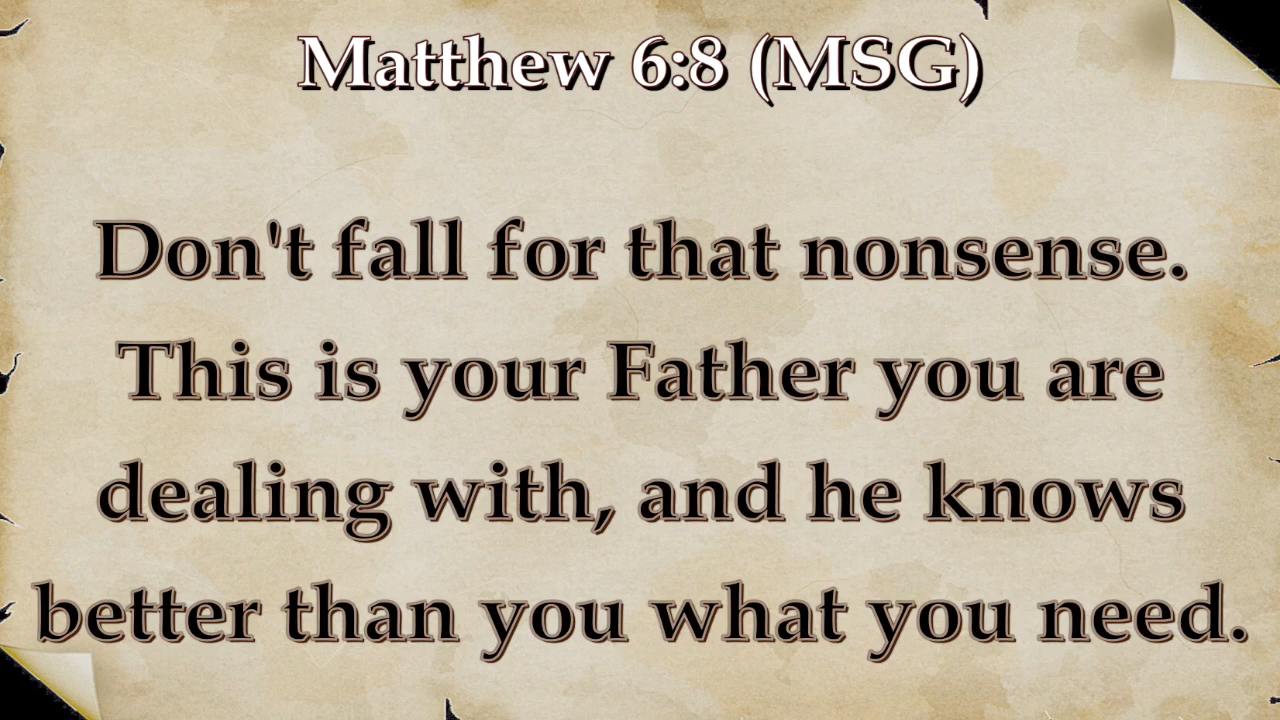 Matthew 6:8 (MSG)
Don't fall for that nonsense.
This is your Father you are
dealing with, and he knows
better than you what you need.